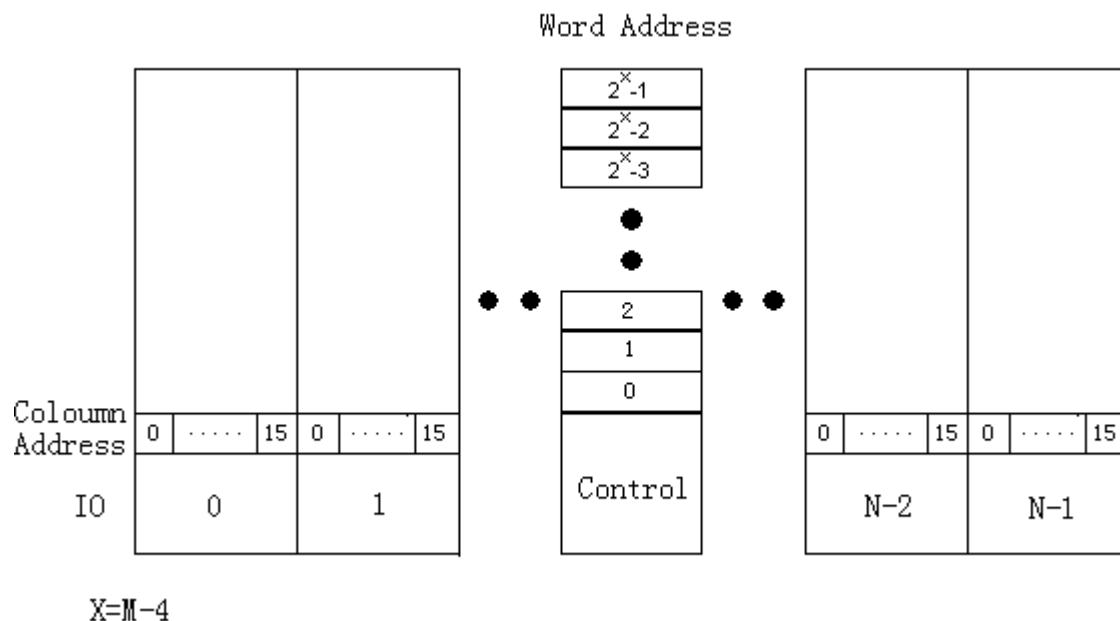 Word Address
2^x-1
2^x-2
2^x-3
2
1
0
Coloumn
Address
0 ····· 15 0 ····· 15
0 ····· 15 0 ····· 15
IO 0 1 Control N-2 N-1
X=M-4